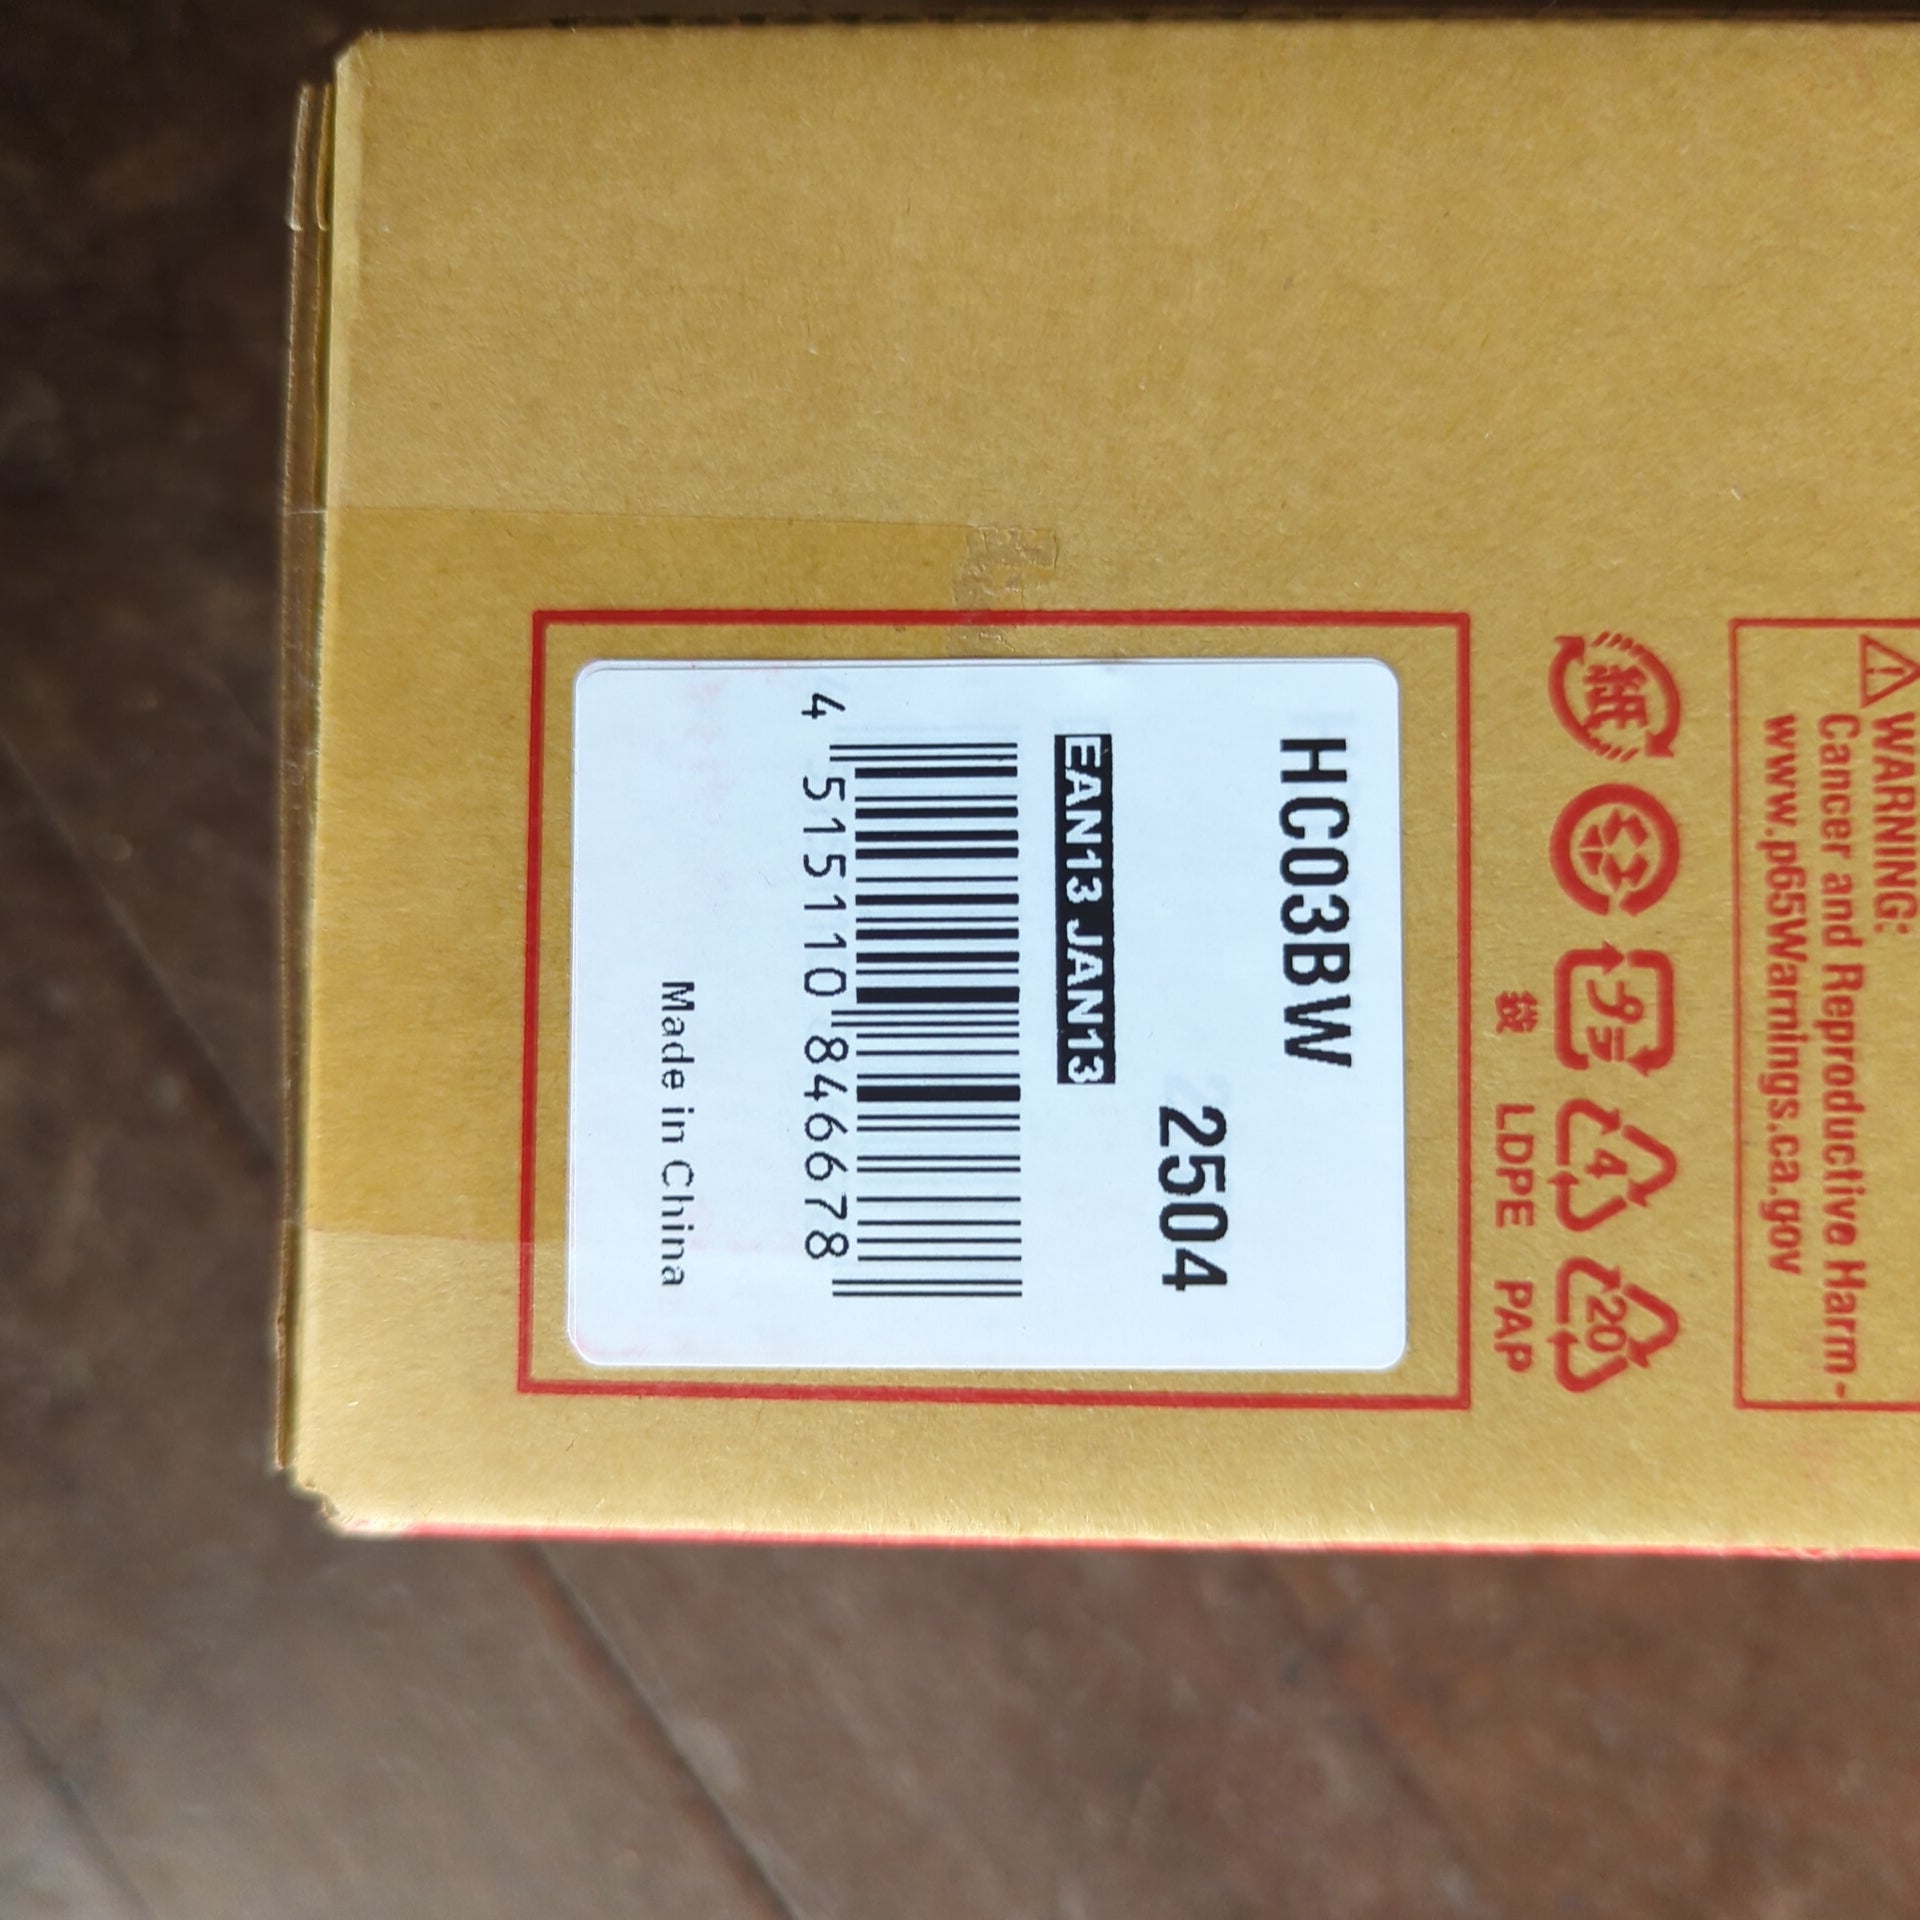 ⚠WARNING:
Cancer and Reproductive Harm-
www.p65Warnings.ca.gov
紙 プラ 4 20
袋 LDPE PAP
HC03BW
2504
EAN13 JAN13
4 515110 846678
Made in China